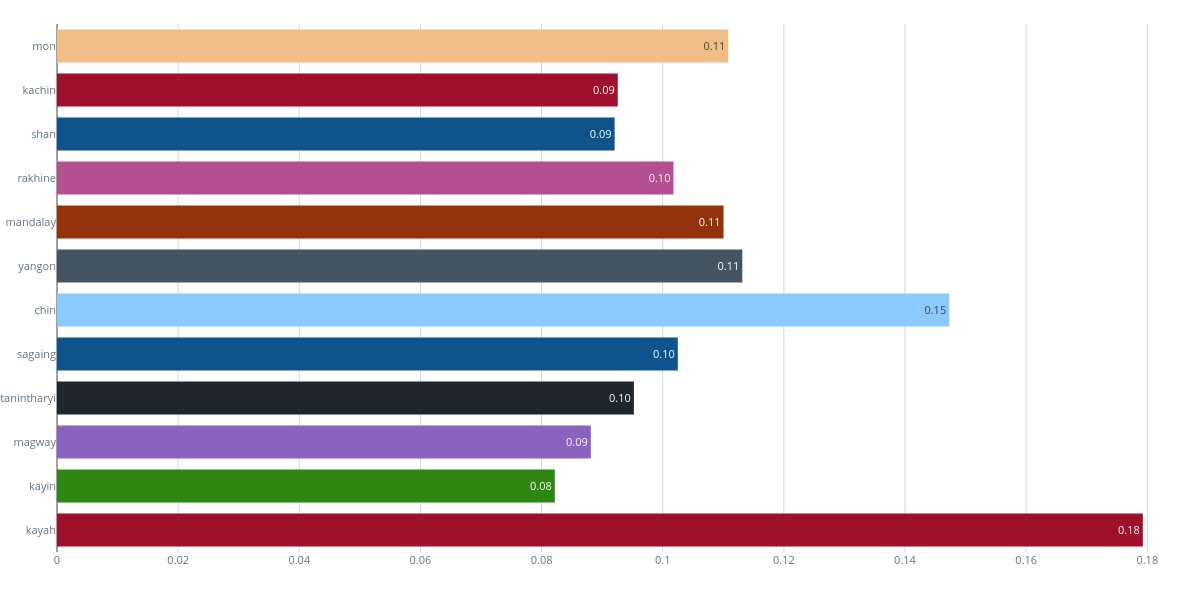 mon 0.11
kachin 0.09
shan 0.09
rakhine 0.10
mandalay 0.11
yangon 0.11
chin 0.15
sagaing 0.10
tanintharyi 0.10
magway 0.09
kayin 0.08
kayah 0.18
0 0.02 0.04 0.06 0.08 0.1 0.12 0.14 0.16 0.18